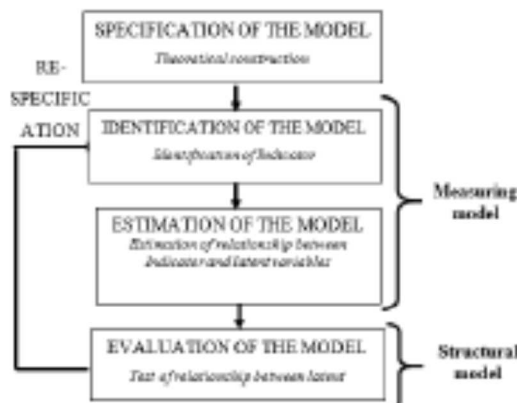 SPECIFICATION OF THE MODEL
Theoretical construction
RE-
SPECIFIC
ATION
IDENTIFICATION OF THE MODEL
Identification of Indicator
ESTIMATION OF THE MODEL
Estimation of relationship between
Indicator and latent variables
Measuring
model
EVALUATION OF THE MODEL
Test of relationship between latent
Structural
model